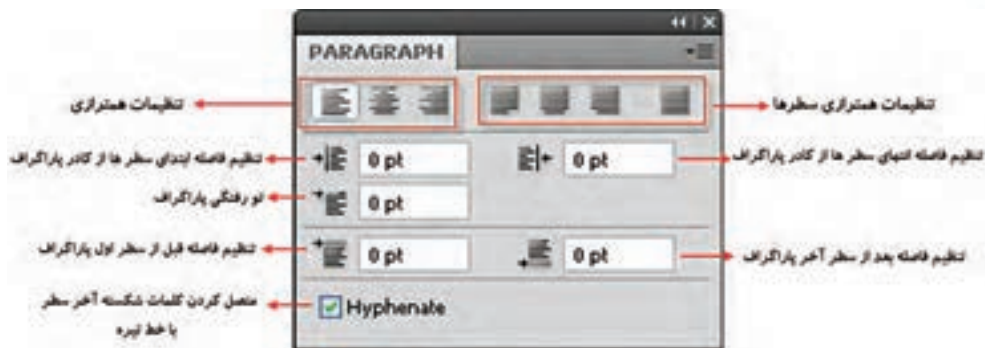 PARAGRAPH
تنظیمات همترازی
تنظیمات همترازی سطرها
تنظیم فاصله ابتدای سطر ها از کادر پاراگراف
0 pt
0 pt
تنظیم فاصله انتهای سطر ها از کادر پاراگراف
تو رفتگی پاراگراف
0 pt
تنظیم فاصله قبل از سطر اول پاراگراف
0 pt
0 pt
تنظیم فاصله بعد از سطر آخر پاراگراف
متصل کردن کلمات شکسته آخر سطر
با خط تیره
Hyphenate